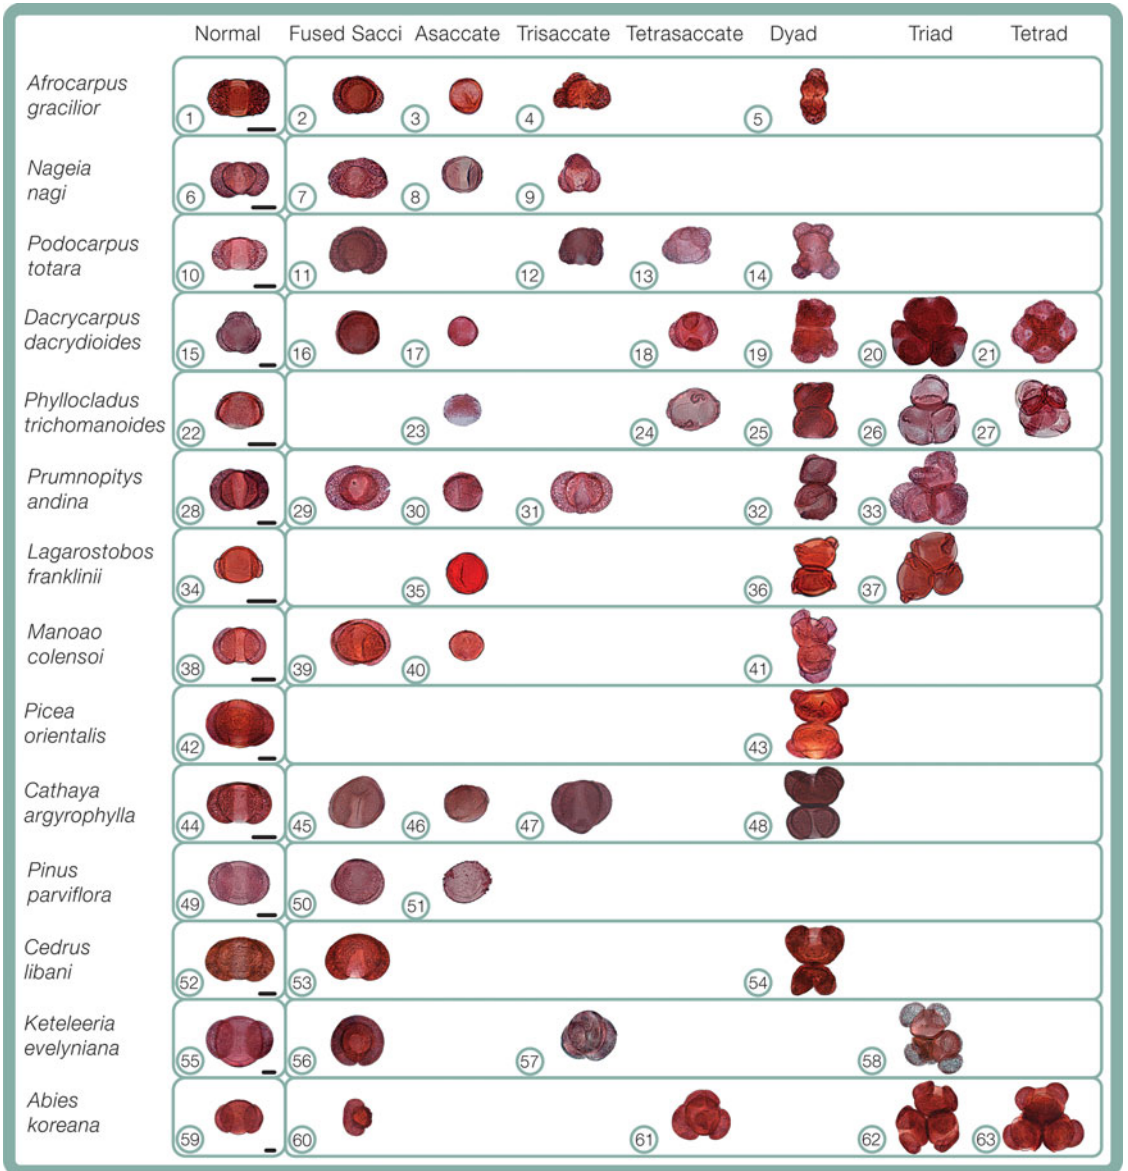 Normal Fused Sacci Asaccate Trisaccate Tetrasaccate Dyad Triad Tetrad
Afrocarpus
gracilior
1 2 3 4 5
Nageia
nagi
6 7 8 9
Podocarpus
totara
10 11 12 13 14
Dacrycarpus
dacrydioides
15 16 17 18 19 20 21
Phyllocladus
trichomanoides
22 23 24 25 26 27
Prumnopitys
andina
28 29 30 31 32 33
Lagarostobos
franklinii
34 35 36 37
Manoao
colensoi
38 39 40 41
Picea
orientalis
42 43
Cathaya
argyrophylla
44 45 46 47 48
Pinus
parviflora
49 50 51
Cedrus
libani
52 53 54
Keteleeria
evelyniana
55 56 57 58
Abies
koreana
59 60 61 62 63